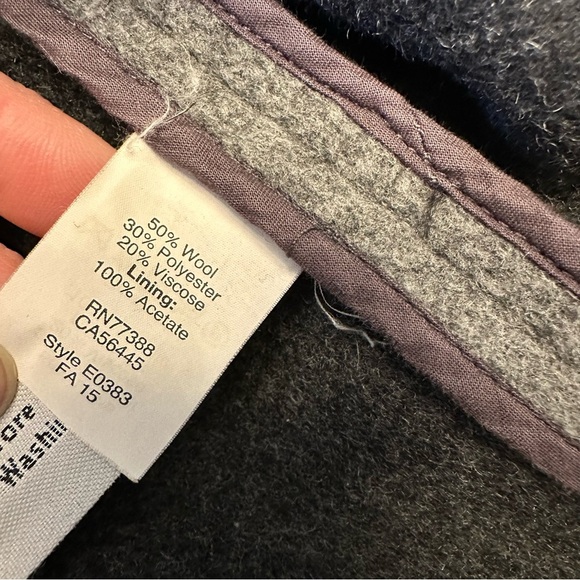 50% Wool
30% Polyester
20% Viscose
Lining:
100% Acetate
RN77388
CA56445
Style E0383
FA 15